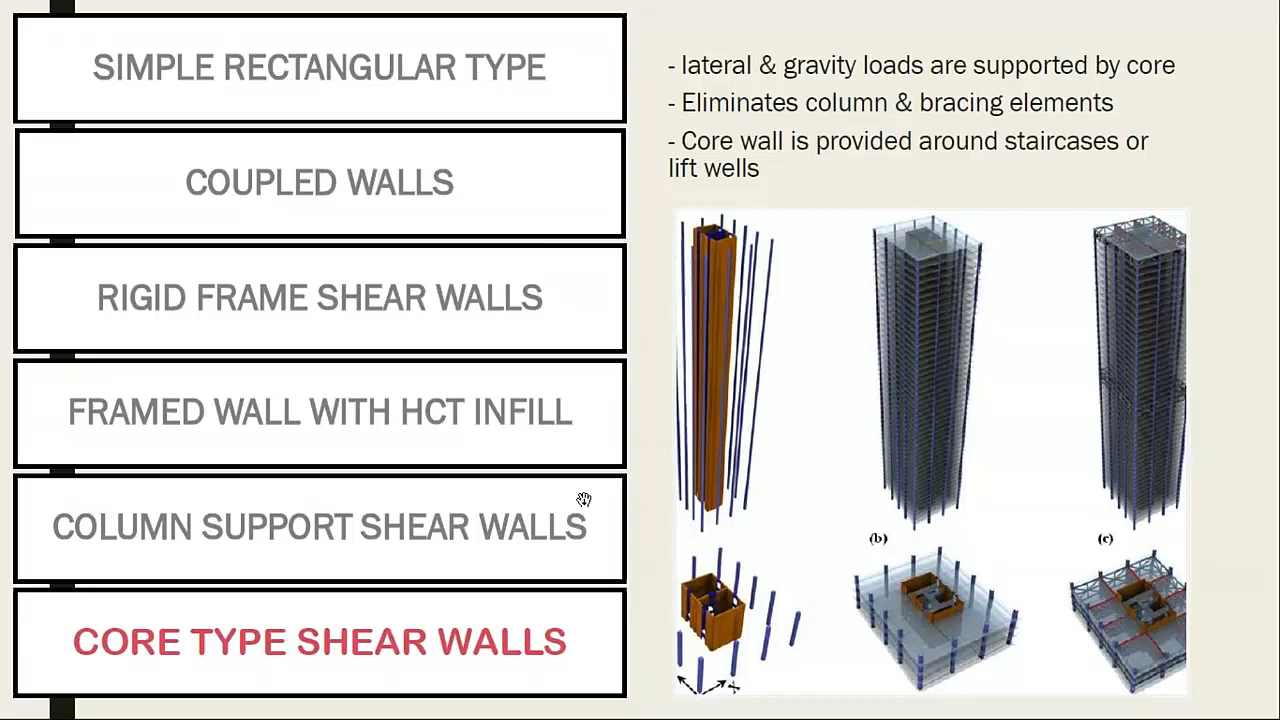 SIMPLE RECTANGULAR TYPE
COUPLED WALLS
RIGID FRAME SHEAR WALLS
FRAMED WALL WITH HCT INFILL
COLUMN SUPPORT SHEAR WALLS
CORE TYPE SHEAR WALLS
- lateral & gravity loads are supported by core
- Eliminates column & bracing elements
- Core wall is provided around staircases or
lift wells
(b)
(c)